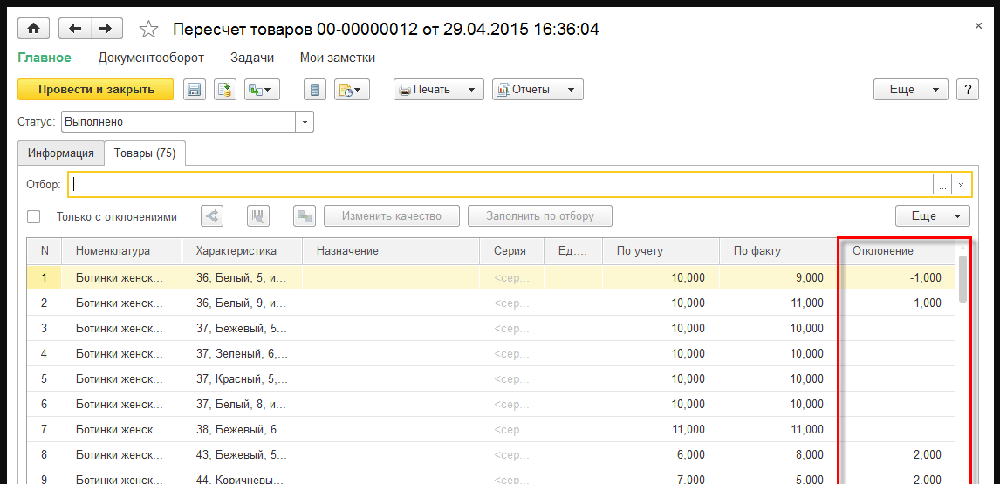 Пересчет товаров 00-00000012 от 29.04.2015 16:36:04
Главное Документооборот Задачи Мои заметки
Провести и закрыть Печать Отчеты Еще ?
Статус: Выполнено
Информация Товары (75)
Отбор: ... ×
Только с отклонениями Изменить качество Заполнить по отбору Еще
N Номенклатура Характеристика Назначение Серия Ед.... По учету По факту Отклонение
1 Ботинки женск... 36, Белый, 5, и... <сер... 10,000 9,000 -1,000
2 Ботинки женск... 36, Белый, 9, и... <сер... 10,000 11,000 1,000
3 Ботинки женск... 37, Бежевый, 5... <сер... 10,000 10,000
4 Ботинки женск... 37, Зеленый, 6,... <сер... 10,000 10,000
5 Ботинки женск... 37, Красный, 5,... <сер... 10,000 10,000
6 Ботинки женск... 37, Белый, 8, и... <сер... 10,000 10,000
7 Ботинки женск... 38, Бежевый, 6... <сер... 11,000 11,000
8 Ботинки женск... 43, Бежевый, 5... <сер... 6,000 8,000 2,000
9 Ботинки женск... 44, Коричневы... <сер... 7,000 5,000 -2,000